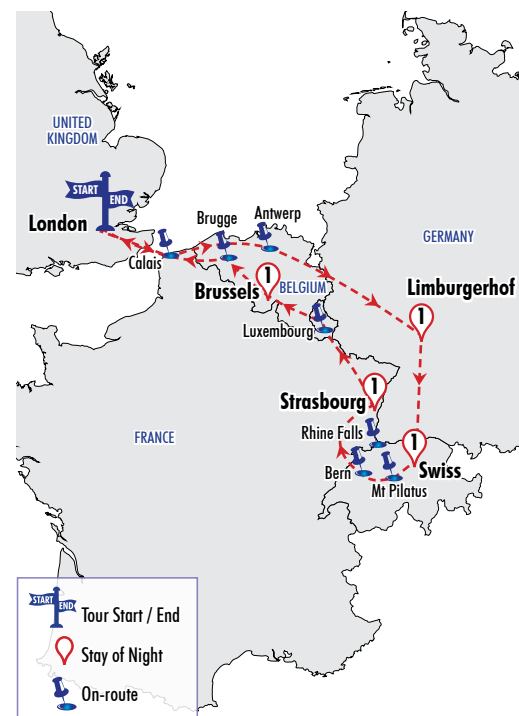 UNITED
KINGDOM
START
END
London
Calais
Brugge
Antwerp
GERMANY
Brussels
1
BELGIUM
Limburgerhof
1
Luxembourg
Strasbourg
1
FRANCE
Rhine Falls
1
Swiss
Bern
Mt Pilatus
START
END
Tour Start / End
Stay of Night
On-route